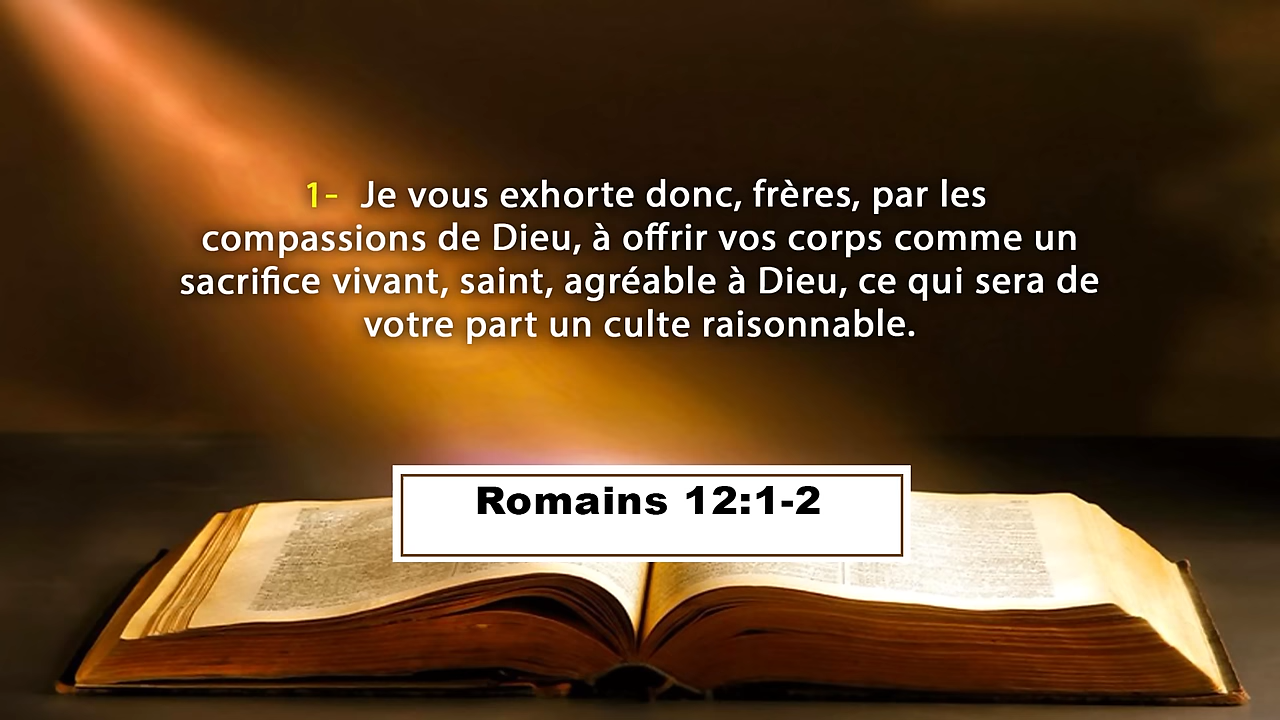 1- Je vous exhorte donc, frères, par les
compassions de Dieu, à offrir vos corps comme un
sacrifice vivant, saint, agréable à Dieu, ce qui sera de
votre part un culte raisonnable.
Romains 12:1-2